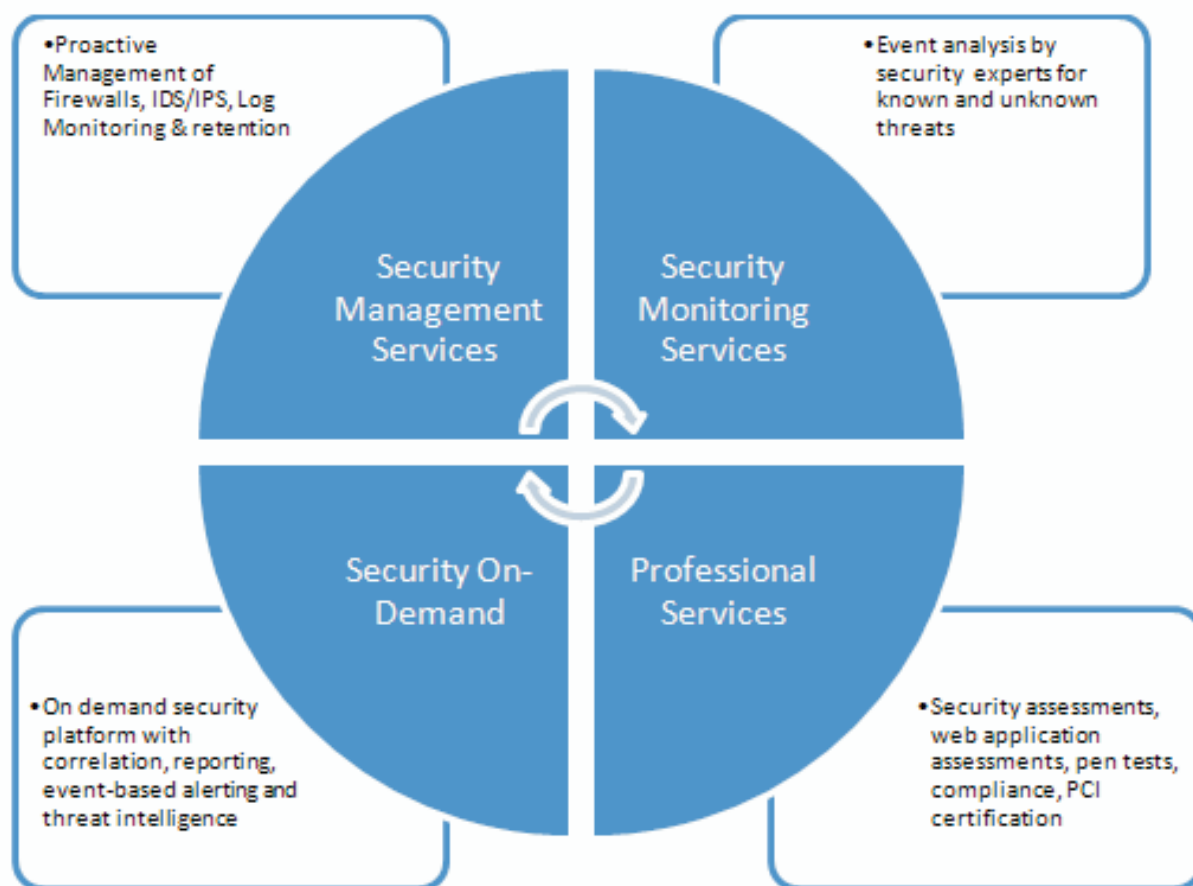 •Proactive
Management of
Firewalls, IDS/IPS, Log
Monitoring & retention
•Event analysis by
security experts for
known and unknown
threats
Security
Management
Services
Security
Monitoring
Services
Security On-
Demand
Professional
Services
•On demand security
platform with
correlation, reporting,
event-based alerting and
threat intelligence
•Security assessments,
web application
assessments, pen tests,
compliance, PCI
certification